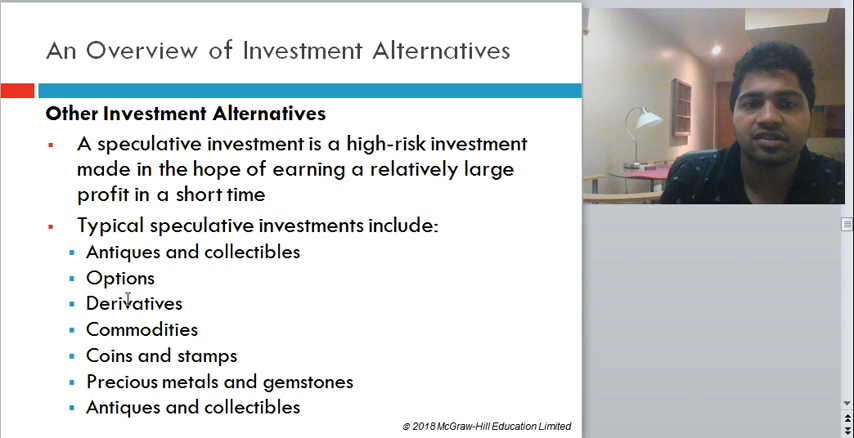 An Overview of Investment Alternatives
Other Investment Alternatives
A speculative investment is a high-risk investment
made in the hope of earning a relatively large
profit in a short time
Typical speculative investments include:
Antiques and collectibles
Options
Derivatives
Commodities
Coins and stamps
Precious metals and gemstones
Antiques and collectibles
© 2018 McGraw-Hill Education Limited